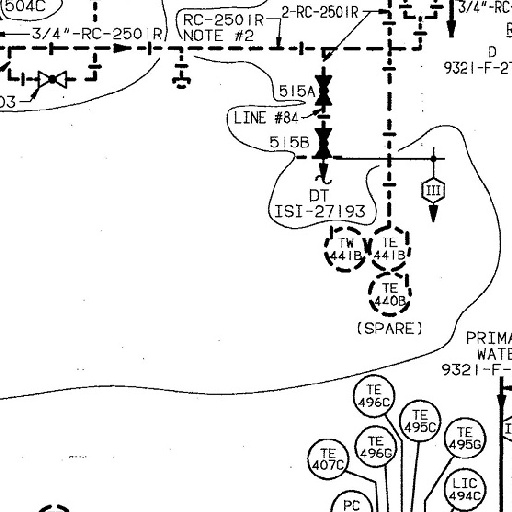 504C
3/4"-RC-2501R
RC-2501R
NOTE #2
2-RC-2501R
3/4"-RC
D
9321-F-27
03
515A
LINE #84
515B
DT
ISI-27193
III
TW
441B
TE
441B
TE
440B
(SPARE)
PRIMA
WATE
9321-F-
TE
496C
TE
495C
TE
495G
TE
496G
TE
407C
LIC
494C
PC